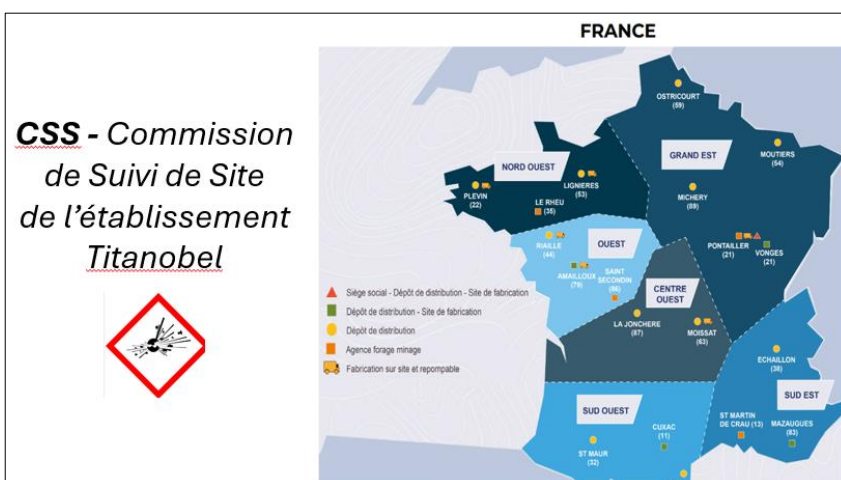 CSS - Commission
de Suivi de Site
de l’établissement
Titanobel
FRANCE
OSTRICOURT
(59)
GRAND EST
MOUTIERS
(54)
MICHERY
(89)
PONTAILLER
(21)
VONGES
(21)
NORD OUEST
PLEVIN
(22)
LIGNIERES
(53)
LE RHEU
(35)
OUEST
RIAILLE
(44)
AMAILLOUX
(79)
SAINT
SECONDIN
(86)
CENTRE
OUEST
LA JONCHERE
(87)
MOISSAT
(63)
ECHAILLON
(38)
SUD EST
ST MARTIN
DE CRAU (13)
MAZAUGUES
(83)
SUD OUEST
CUXAC
(11)
ST MAUR
(32)
Siége social - Dépôt de distribution - Site de fabrication
Dépôt de distribution - Site de fabrication
Dépôt de distribution
Agence forage minage
Fabrication sur site et repompable